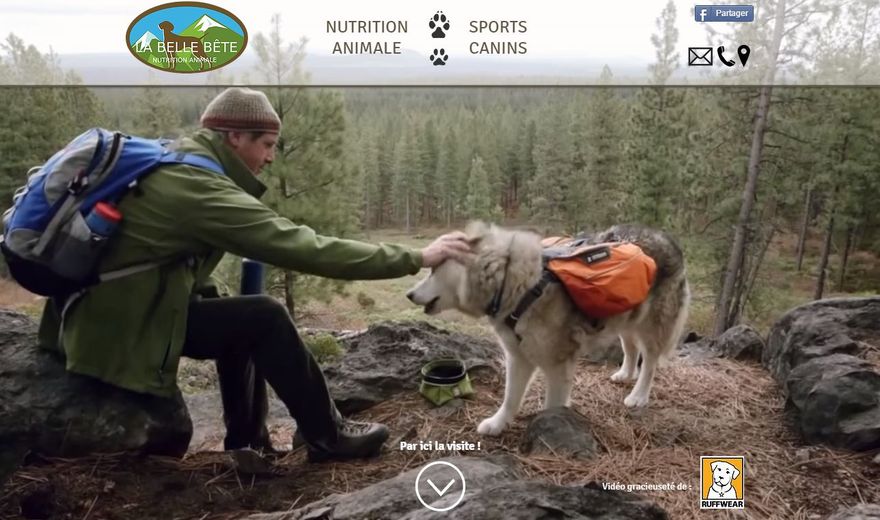 LA BELLE BÊTE
NUTRITION ANIMALE
NUTRITION
ANIMALE
SPORTS
CANINS
Partager
Par ici la visite !
Vidéo gracieuseté de :
RUFFWEAR